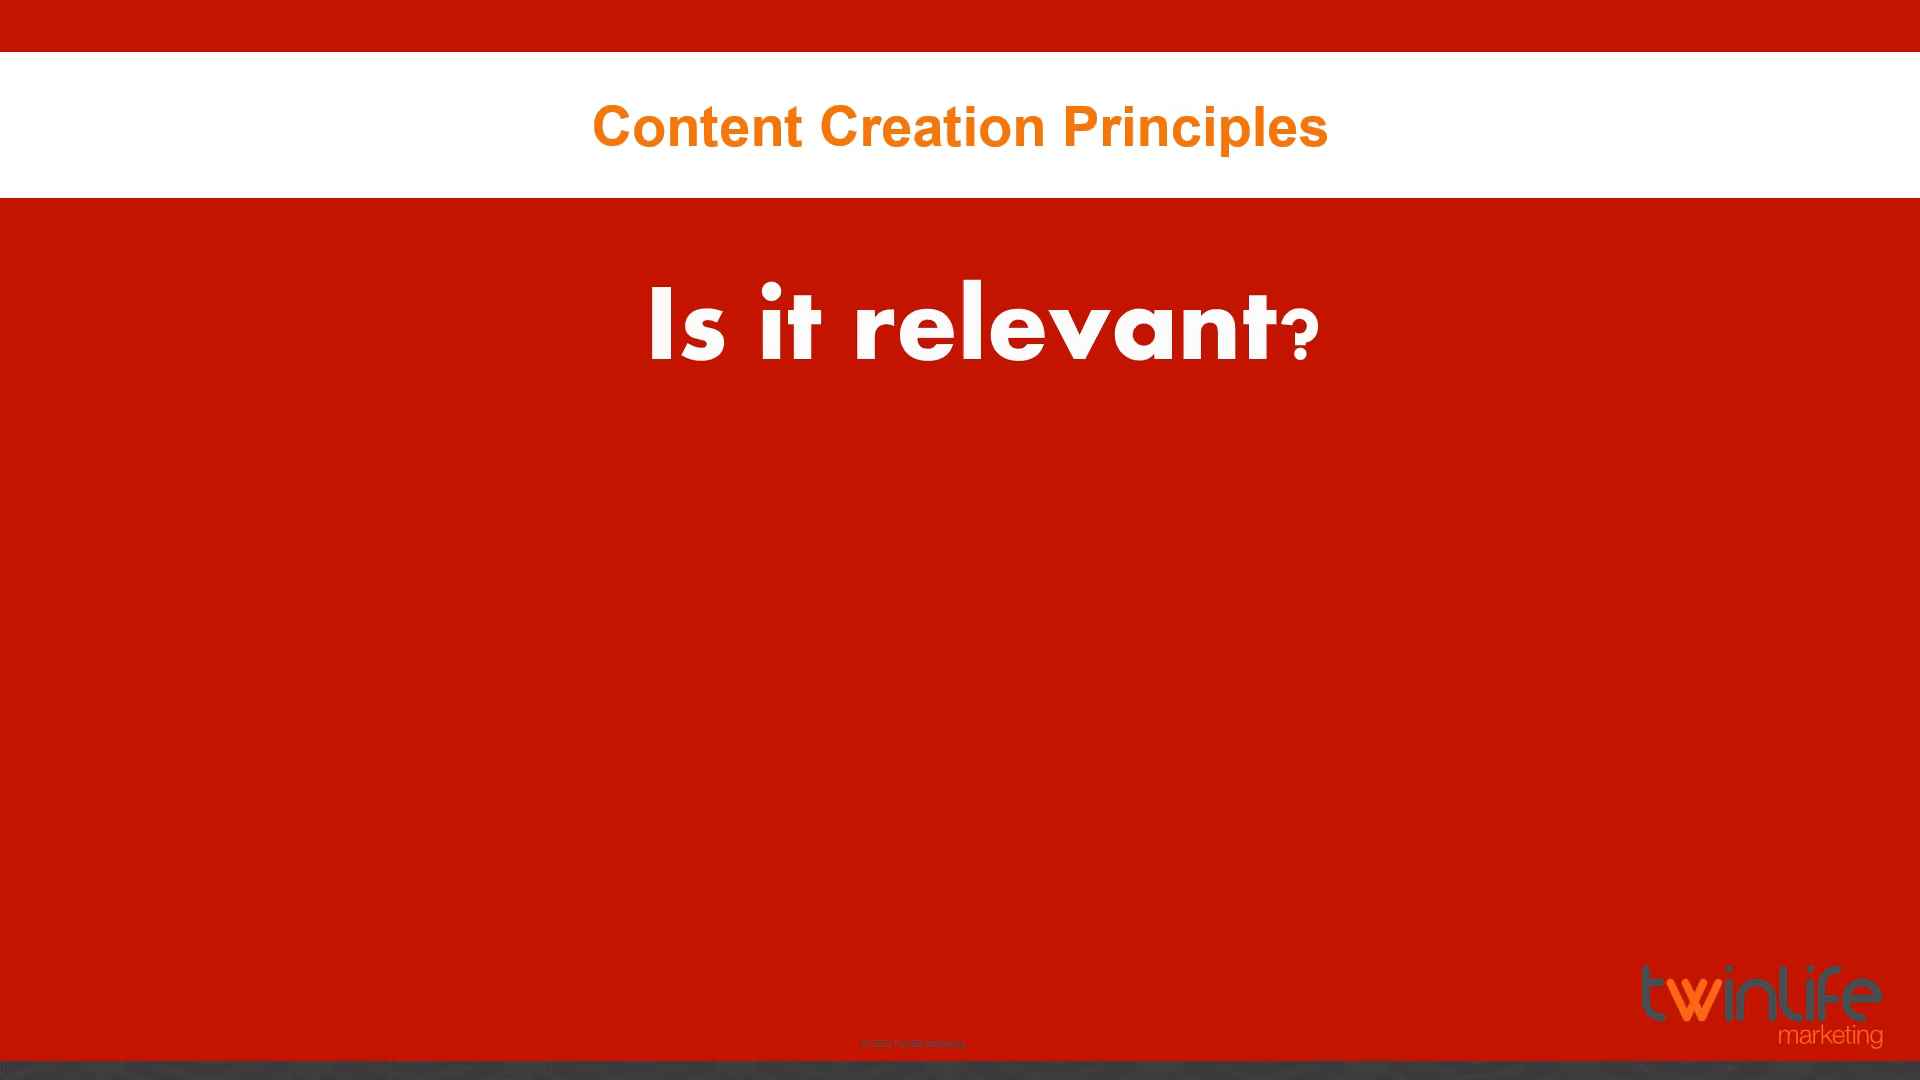 Content Creation Principles
Is it relevant?
twinlife
marketing